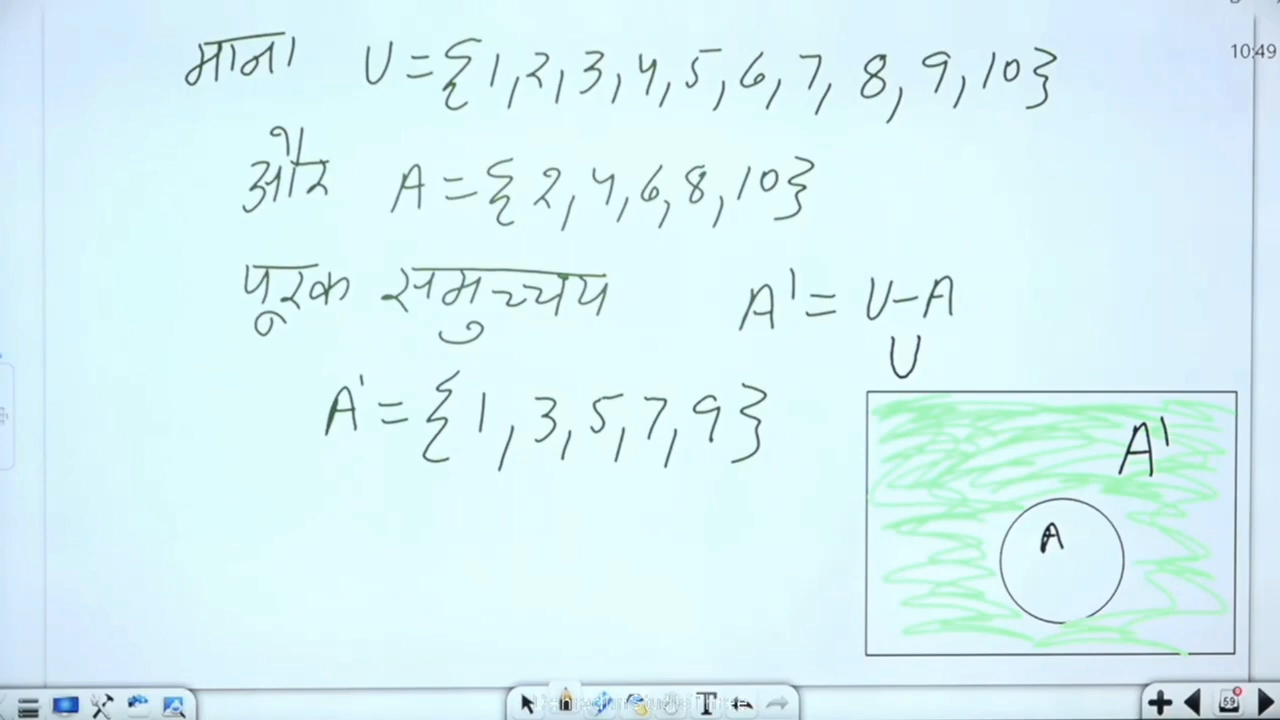 10:49
माना U = {1, 2, 3, 4, 5, 6, 7, 8, 9, 10}
और A = {2, 4, 6, 8, 10}
पूरक समुच्चय A' = U - A
U
A' = {1, 3, 5, 7, 9}
A'
A
T
59